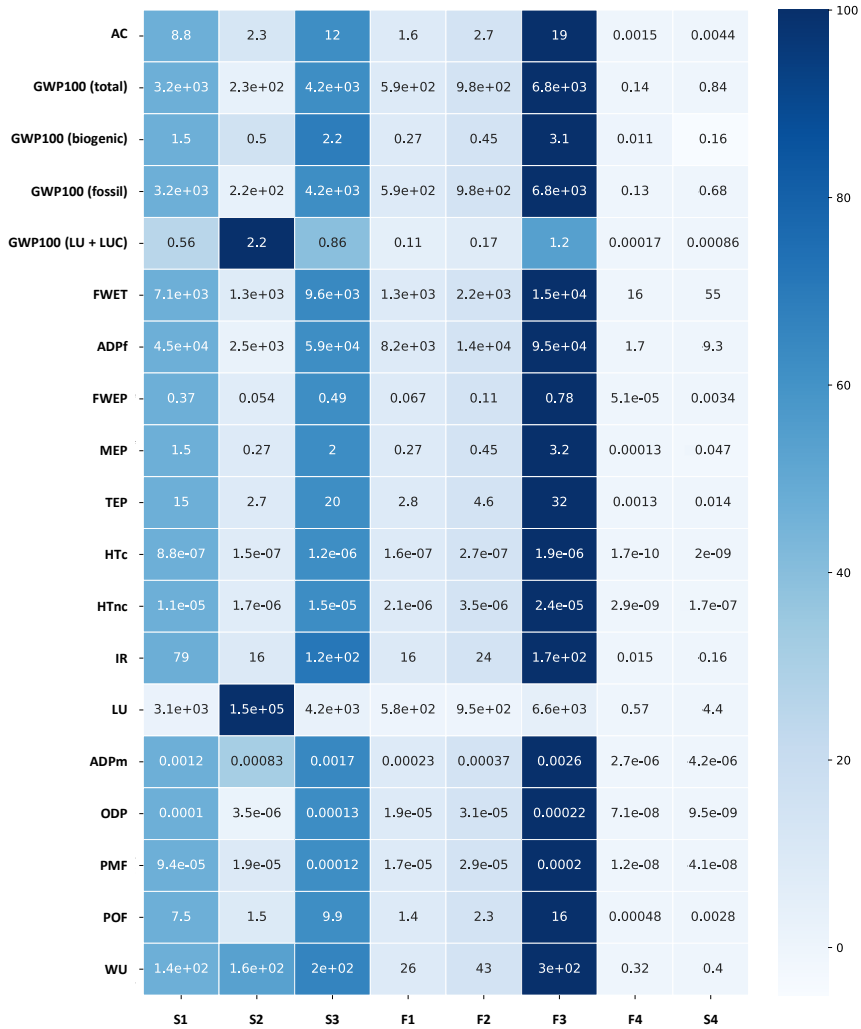 AC 8.8 2.3 12 1.6 2.7 19 0.0015 0.0044
GWP100 (total) 3.2e+03 2.3e+02 4.2e+03 5.9e+02 9.8e+02 6.8e+03 0.14 0.84
GWP100 (biogenic) 1.5 0.5 2.2 0.27 0.45 3.1 0.011 0.16
GWP100 (fossil) 3.2e+03 2.2e+02 4.2e+03 5.9e+02 9.8e+02 6.8e+03 0.13 0.68
GWP100 (LU + LUC) 0.56 2.2 0.86 0.11 0.17 1.2 0.00017 0.00086
FWET 7.1e+03 1.3e+03 9.6e+03 1.3e+03 2.2e+03 1.5e+04 16 55
ADPf 4.5e+04 2.5e+03 5.9e+04 8.2e+03 1.4e+04 9.5e+04 1.7 9.3
FWEP 0.37 0.054 0.49 0.067 0.11 0.78 5.1e-05 0.0034
MEP 1.5 0.27 2 0.27 0.45 3.2 0.00013 0.047
TEP 15 2.7 20 2.8 4.6 32 0.0013 0.014
HTc 8.8e-07 1.5e-07 1.2e-06 1.6e-07 2.7e-07 1.9e-06 1.7e-10 2e-09
HTnc 1.1e-05 1.7e-06 1.5e-05 2.1e-06 3.5e-06 2.4e-05 2.9e-09 1.7e-07
IR 79 16 1.2e+02 16 24 1.7e+02 0.015 0.16
LU 3.1e+03 1.5e+05 4.2e+03 5.8e+02 9.5e+02 6.6e+03 0.57 4.4
ADPm 0.0012 0.00083 0.0017 0.00023 0.00037 0.0026 2.7e-06 4.2e-06
ODP 0.0001 3.5e-06 0.00013 1.9e-05 3.1e-05 0.00022 7.1e-08 9.5e-09
PMF 9.4e-05 1.9e-05 0.00012 1.7e-05 2.9e-05 0.0002 1.2e-08 4.1e-08
POF 7.5 1.5 9.9 1.4 2.3 16 0.00048 0.0028
WU 1.4e+02 1.6e+02 2e+02 26 43 3e+02 0.32 0.4
S1 S2 S3 F1 F2 F3 F4 S4
100
80
60
40
20
0